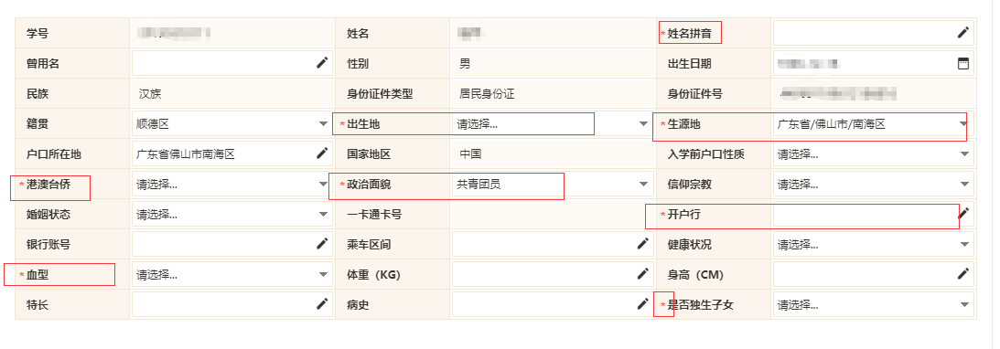 学号 姓名 *姓名拼音
曾用名 性别 男 出生日期
民族 汉族 身份证件类型 居民身份证 身份证件号
籍贯 顺德区 *出生地 请选择... *生源地 广东省/佛山市/南海区
户口所在地 广东省佛山市南海区 国家地区 中国 入学前户口性质 请选择...
*港澳台侨 请选择... *政治面貌 共青团员 信仰宗教 请选择...
婚姻状态 请选择... 一卡通卡号 *开户行
银行账号 乘车区间 健康状况 请选择...
*血型 请选择... 体重（KG） 身高（CM）
特长 病史 *是否独生子女 请选择...